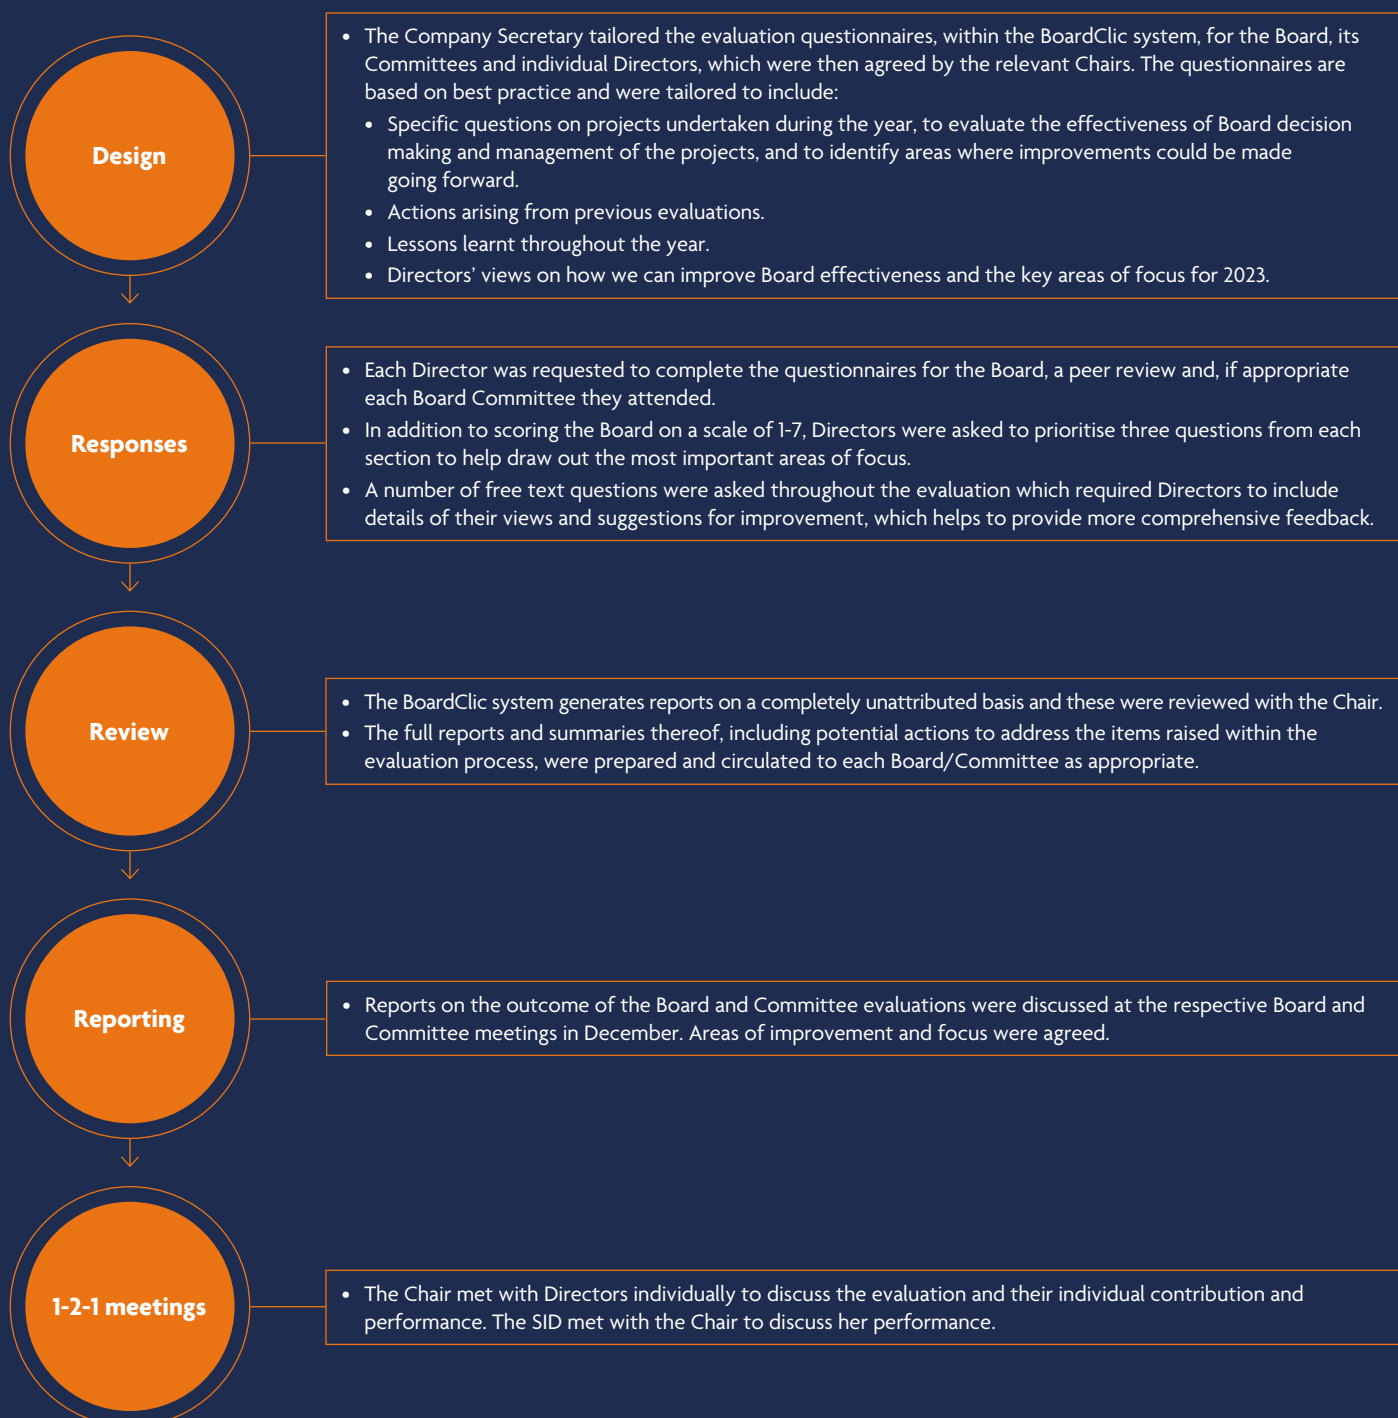 Design
• The Company Secretary tailored the evaluation questionnaires, within the BoardClic system, for the Board, its
Committees and individual Directors, which were then agreed by the relevant Chairs. The questionnaires are
based on best practice and were tailored to include:
• Specific questions on projects undertaken during the year, to evaluate the effectiveness of Board decision
making and management of the projects, and to identify areas where improvements could be made
going forward.
• Actions arising from previous evaluations.
• Lessons learnt throughout the year.
• Directors’ views on how we can improve Board effectiveness and the key areas of focus for 2023.
Responses
• Each Director was requested to complete the questionnaires for the Board, a peer review and, if appropriate
each Board Committee they attended.
• In addition to scoring the Board on a scale of 1-7, Directors were asked to prioritise three questions from each
section to help draw out the most important areas of focus.
• A number of free text questions were asked throughout the evaluation which required Directors to include
details of their views and suggestions for improvement, which helps to provide more comprehensive feedback.
Review
• The BoardClic system generates reports on a completely unattributed basis and these were reviewed with the Chair.
• The full reports and summaries thereof, including potential actions to address the items raised within the
evaluation process, were prepared and circulated to each Board/Committee as appropriate.
Reporting
• Reports on the outcome of the Board and Committee evaluations were discussed at the respective Board and
Committee meetings in December. Areas of improvement and focus were agreed.
1-2-1 meetings
• The Chair met with Directors individually to discuss the evaluation and their individual contribution and
performance. The SID met with the Chair to discuss her performance.